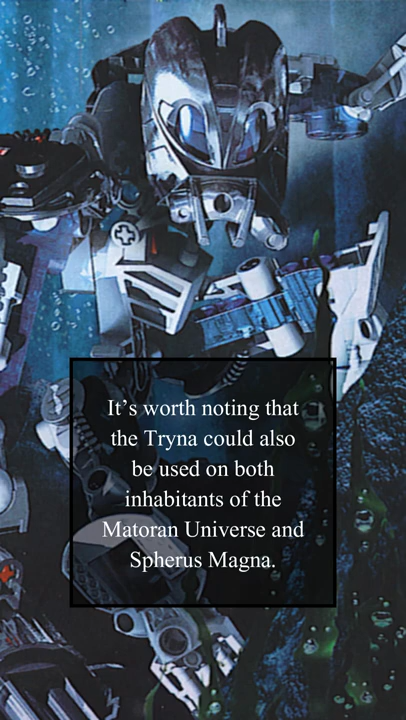 It’s worth noting that
the Tryna could also
be used on both
inhabitants of the
Matoran Universe and
Spherus Magna.